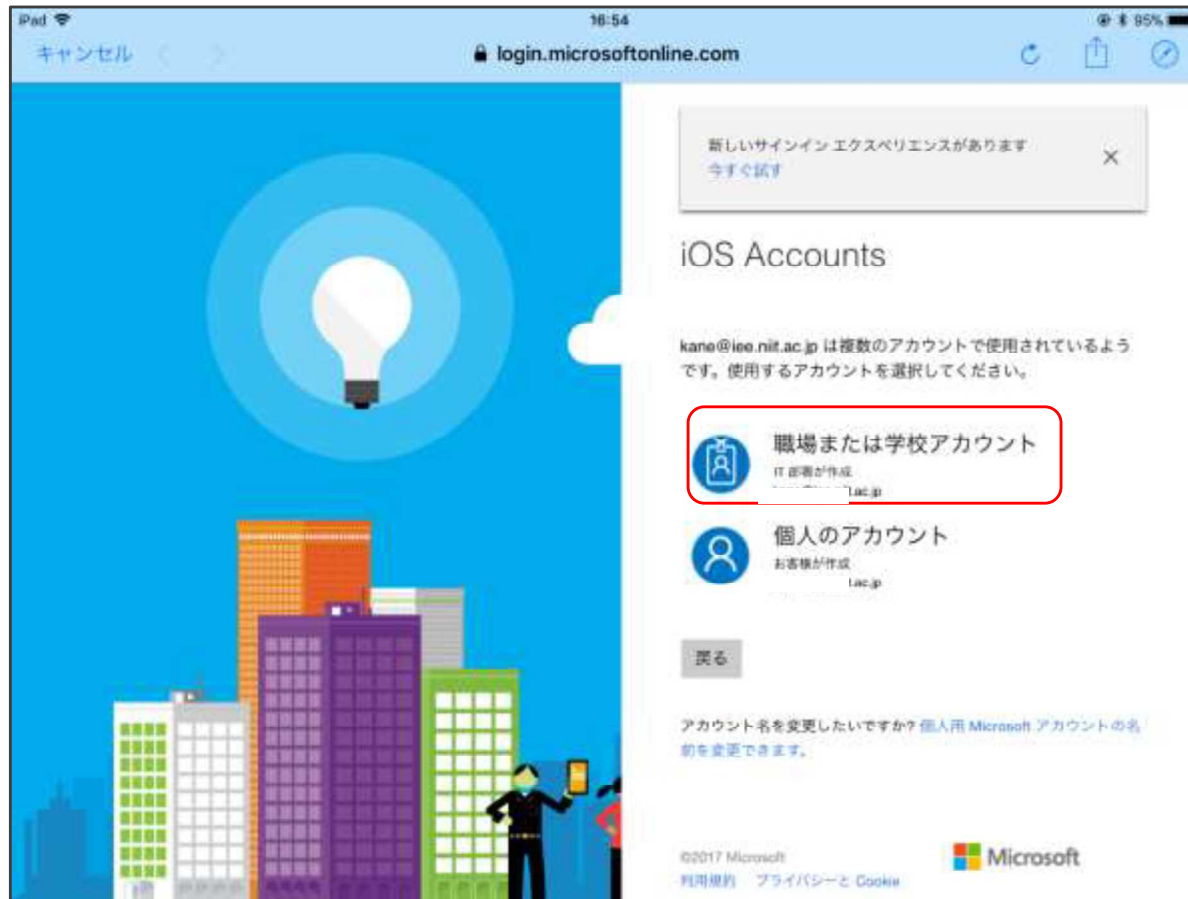 iPad 16:54 95%
キャンセル login.microsoftonline.com
新しいサインイン エクスペリエンスがあります
今すぐ試す
iOS Accounts
kane@iee.niit.ac.jp は複数のアカウントで使用されているよう
です。使用するアカウントを選択してください。
職場または学校アカウント
IT 部署が作成
.ac.jp
個人のアカウント
お客様が作成
t.ac.jp
戻る
アカウント名を変更したいですか? 個人用 Microsoft アカウントの名
前を変更できます。
©2017 Microsoft
Microsoft
利用規約 プライバシーと Cookie